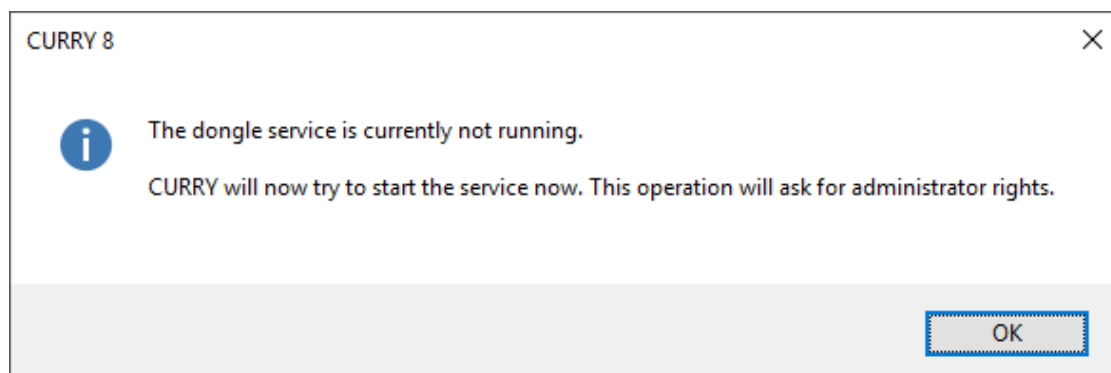 CURRY 8
The dongle service is currently not running.
CURRY will now try to start the service now. This operation will ask for administrator rights.
OK